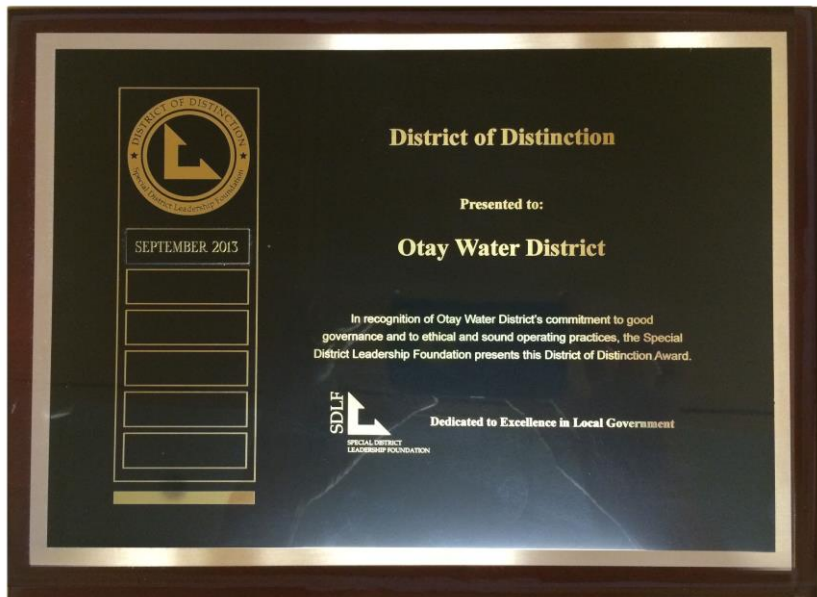 DISTRICT OF DISTINCTION
Special District Leadership Foundation
SEPTEMBER 2013
District of Distinction
Presented to:
Otay Water District
In recognition of Otay Water District's commitment to good
governance and to ethical and sound operating practices, the Special
District Leadership Foundation presents this District of Distinction Award.
SDLF
SPECIAL DISTRICT
LEADERSHIP FOUNDATION
Dedicated to Excellence in Local Government